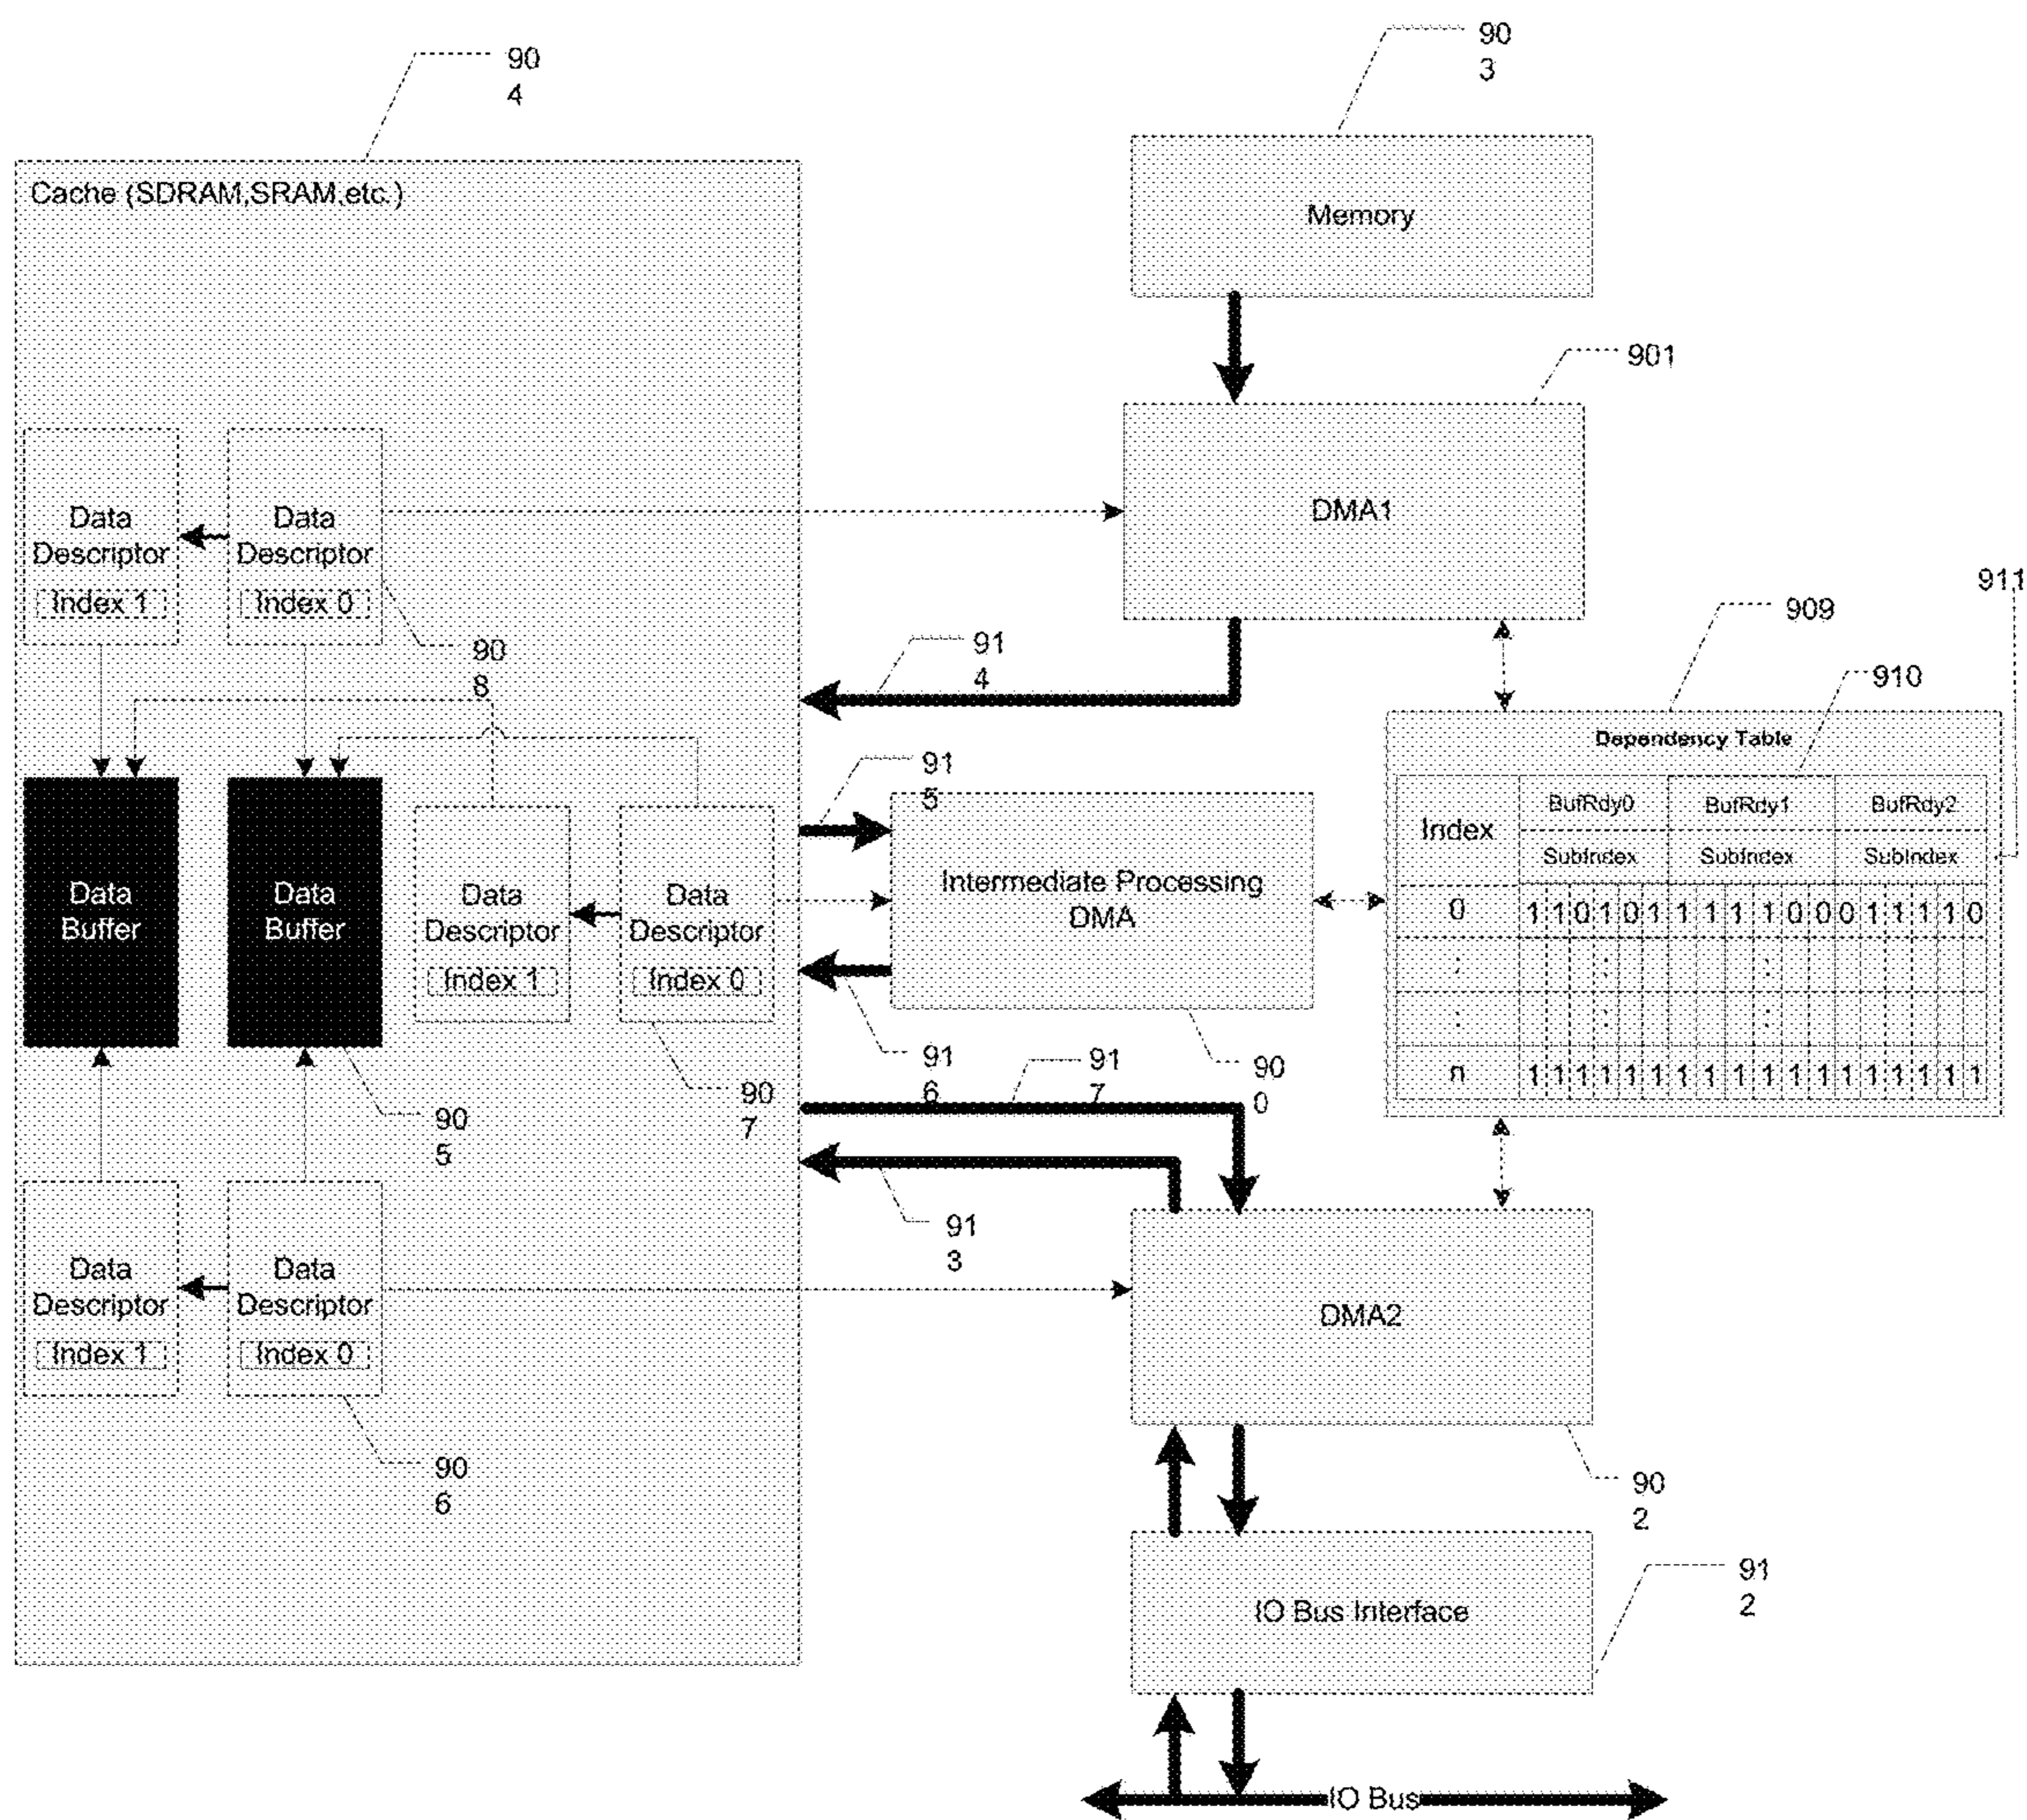 90
3
90
4
Cache (SDRAM,SRAM,etc.)
Memory
901
Data
Descriptor
Index 1
Data
Descriptor
Index 0
DMA1
911
909
90
8
91
4
910
Dependency Table
Index
BufRdy0
BufRdy1
BufRdy2
SubIndex
SubIndex
SubIndex
0 1 1 0 1 0 1 1 1 1 1 0 0 0 1 1 1 1 0
. . .
. . .
n 1 1 1 1 1 1 1 1 1 1 1 1 1 1 1 1 1 1
91
5
Data
Buffer
Data
Buffer
Data
Descriptor
Index 1
Data
Descriptor
Index 0
Intermediate Processing
DMA
91
6
91
7
90
0
90
7
90
5
91
3
Data
Descriptor
Index 1
Data
Descriptor
Index 0
DMA2
90
6
90
2
IO Bus Interface
91
2
IO Bus